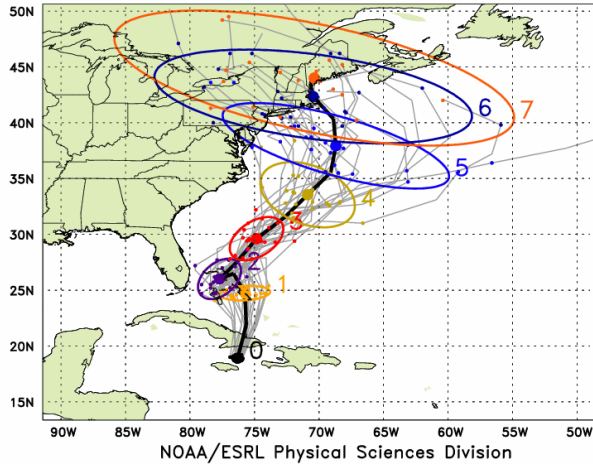 50N
45N
40N
35N
30N
25N
20N
15N
7
6
5
4
3
2
1
0
90W 85W 80W 75W 70W 65W 60W 55W 50W
NOAA/ESRL Physical Sciences Division